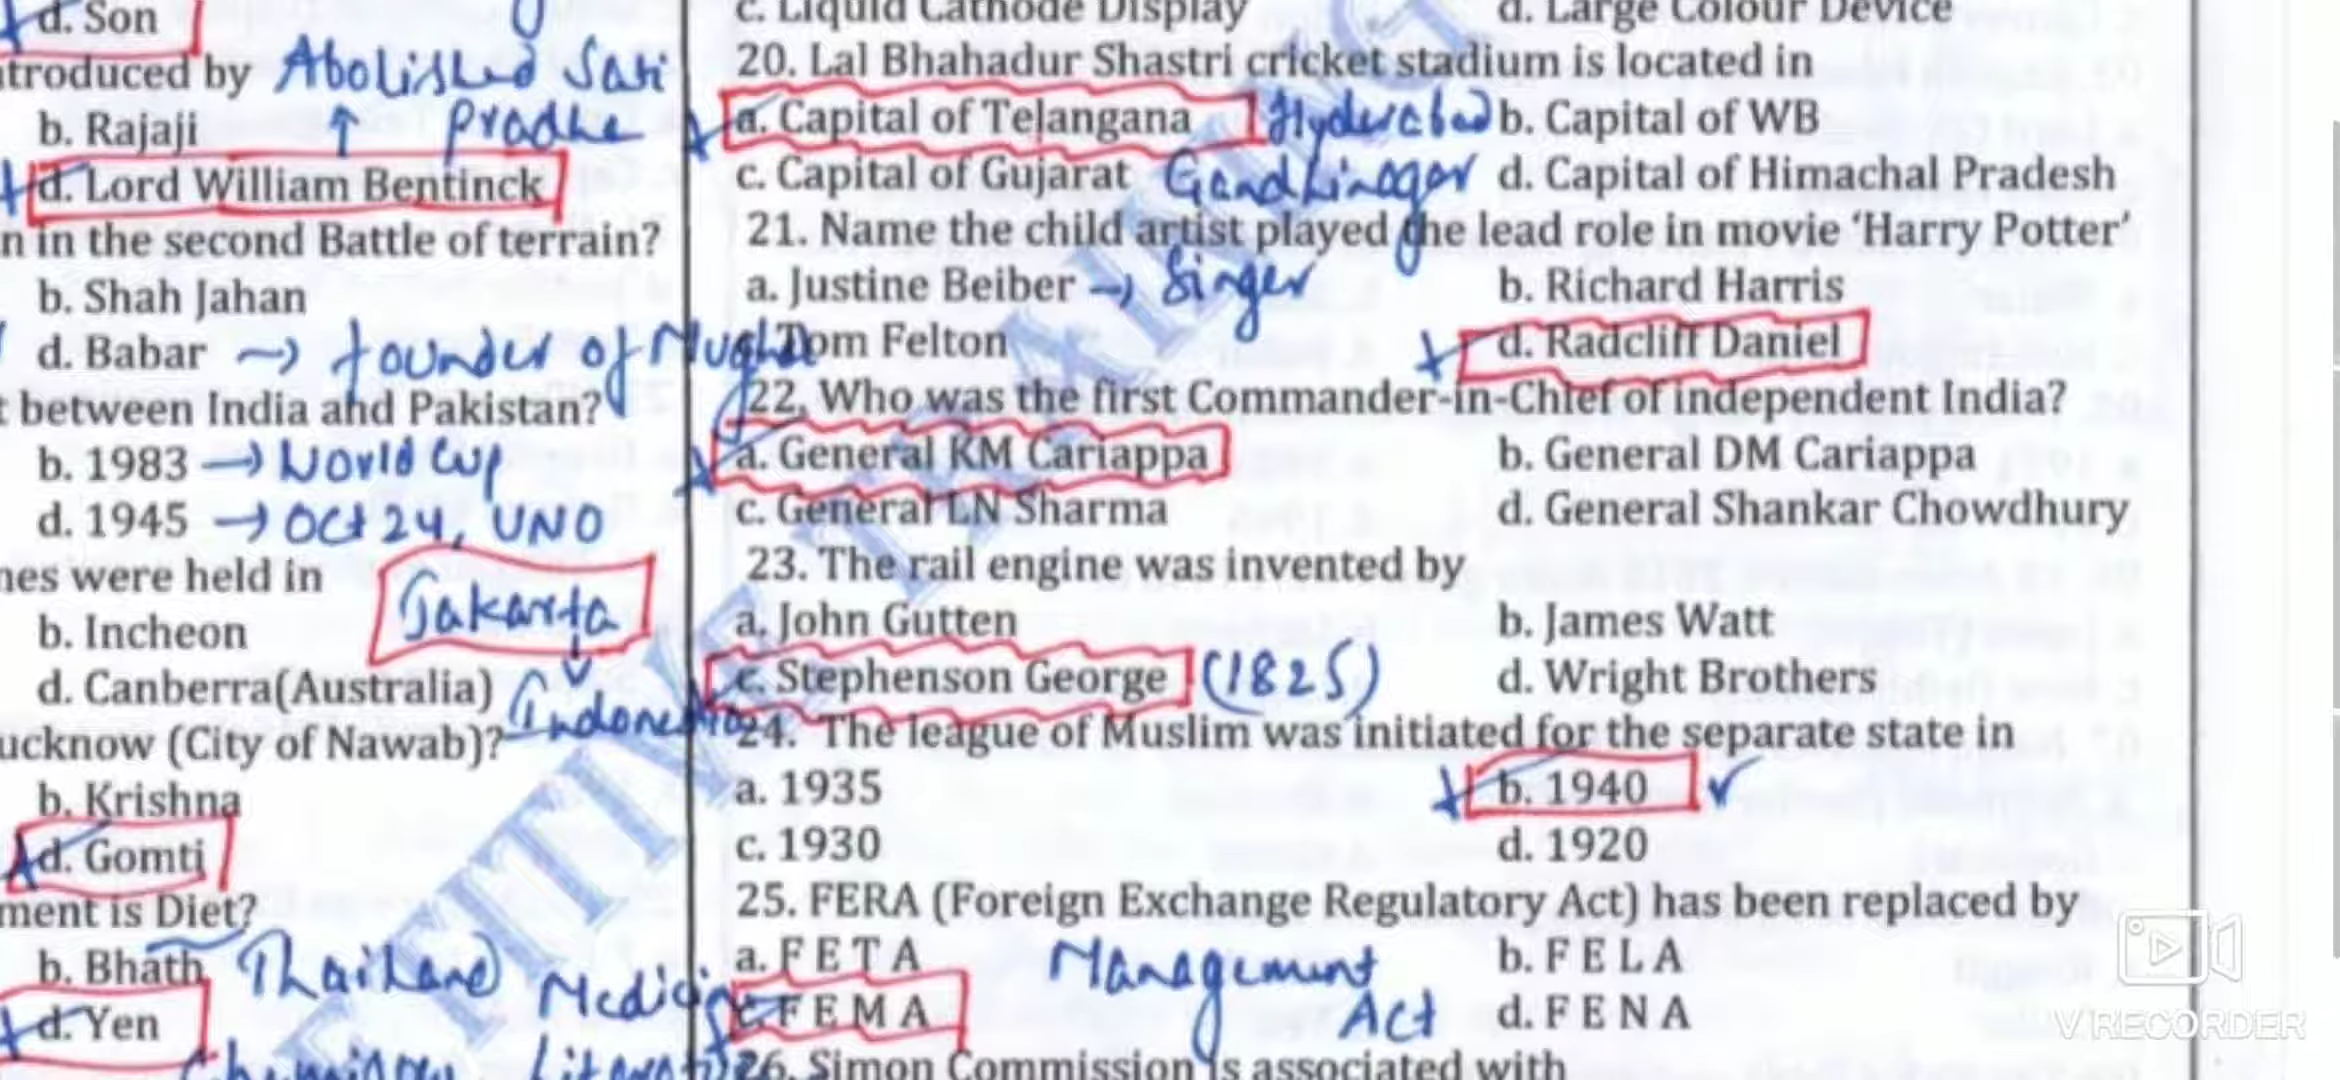 d. Son
troduced by Abolished Sati
b. Rajaji ↑ Pradhe
d. Lord William Bentinck
n in the second Battle of terrain?
b. Shah Jahan
d. Babar → founder of Mughal
t between India and Pakistan?
b. 1983 → World Cup
d. 1945 → Oct 24, UNO
nes were held in
b. Incheon Jakarta
d. Canberra(Australia) Indonesia
ucknow (City of Nawab)?
b. Krishna
d. Gomti
ment is Diet?
b. Bhath Thailand Medicine
d. Yen
c. Liquid Cathode Display d. Large Colour Device
20. Lal Bhahadur Shastri cricket stadium is located in
a. Capital of Telangana Hyderabad b. Capital of WB
c. Capital of Gujarat Gandhinagar d. Capital of Himachal Pradesh
21. Name the child artist played the lead role in movie ‘Harry Potter’
a. Justine Beiber → Singer b. Richard Harris
c. Tom Felton d. Radcliff Daniel
22. Who was the first Commander-in-Chief of independent India?
a. General KM Cariappa b. General DM Cariappa
c. General LN Sharma d. General Shankar Chowdhury
23. The rail engine was invented by
a. John Gutten b. James Watt
c. Stephenson George (1825) d. Wright Brothers
24. The league of Muslim was initiated for the separate state in
a. 1935 b. 1940 ✓
c. 1930 d. 1920
25. FERA (Foreign Exchange Regulatory Act) has been replaced by
a. F E T A Management b. F E L A
c. F E M A Act d. F E N A
26. Simon Commission is associated with
V RECORDER